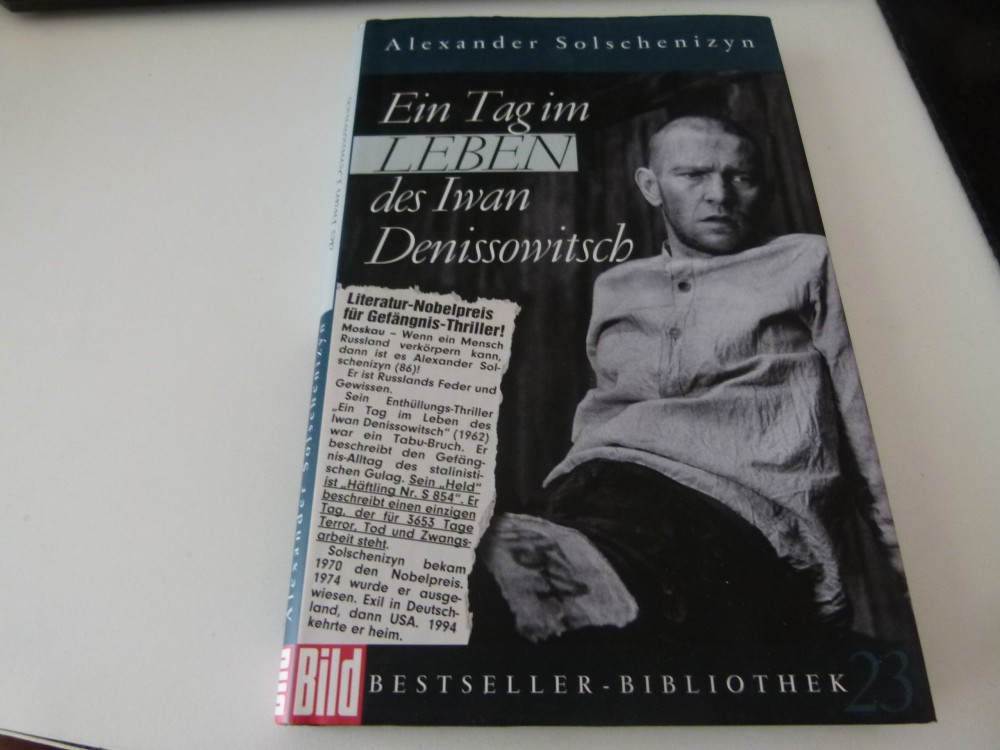 Alexander Solschenizyn
Ein Tag im
LEBEN
des Iwan
Denissowitsch
Literatur-Nobelpreis
für Gefängnis-Thriller!
Moskau – Wenn ein Mensch
Russland verkörpern kann,
dann ist es Alexander Sol-
schenizyn (86)!
Er ist Russlands Feder und
Gewissen.
Sein Enthüllungs-Thriller
„Ein Tag im Leben des
Iwan Denissowitsch“ (1962)
war ein Tabu-Bruch. Er
beschreibt den Gefäng-
nis-Alltag des stalinisti-
schen Gulag. Sein „Held“
ist „Häftling Nr. S 854“. Er
beschreibt einen einzigen
Tag, der für 3653 Tage
Terror, Tod und Zwangs-
arbeit steht.
Solschenizyn bekam
1970 den Nobelpreis.
1974 wurde er ausge-
wiesen. Exil in Deutsch-
land, dann USA. 1994
kehrte er heim.
Bild
BESTSELLER-BIBLIOTHEK
23
des Iwan Denissowitsch
Alexander Solschenizyn